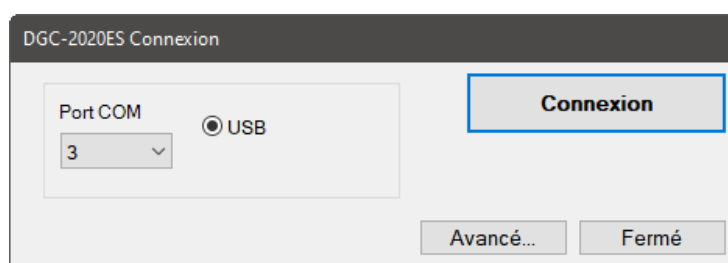 DGC-2020ES Connexion
Port COM
3
USB
Connexion
Avancé...
Fermé